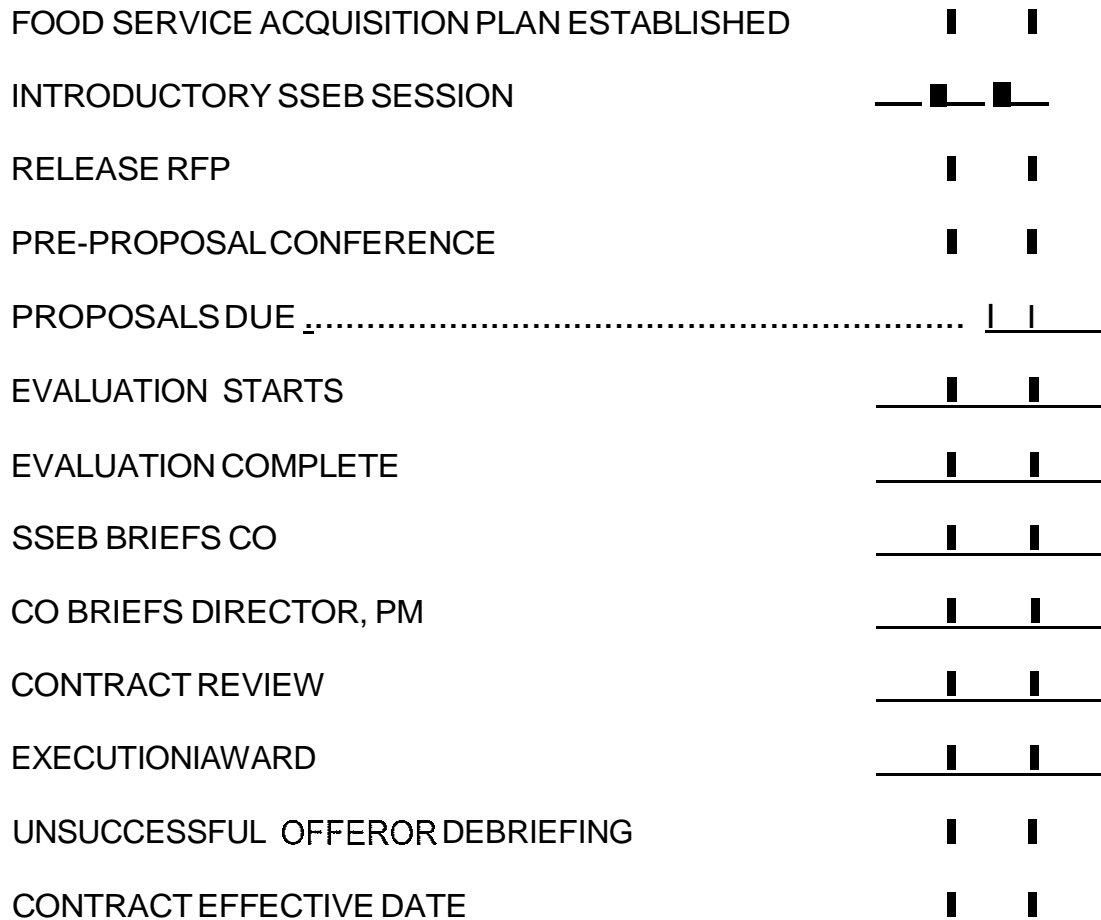 FOOD SERVICE ACQUISITION PLAN ESTABLISHED
INTRODUCTORY SSEB SESSION
RELEASE RFP
PRE-PROPOSAL CONFERENCE
PROPOSALS DUE ................................................................
EVALUATION STARTS
EVALUATION COMPLETE
SSEB BRIEFS CO
CO BRIEFS DIRECTOR, PM
CONTRACT REVIEW
EXECUTIONIAWARD
UNSUCCESSFUL OFFEROR DEBRIEFING
CONTRACT EFFECTIVE DATE